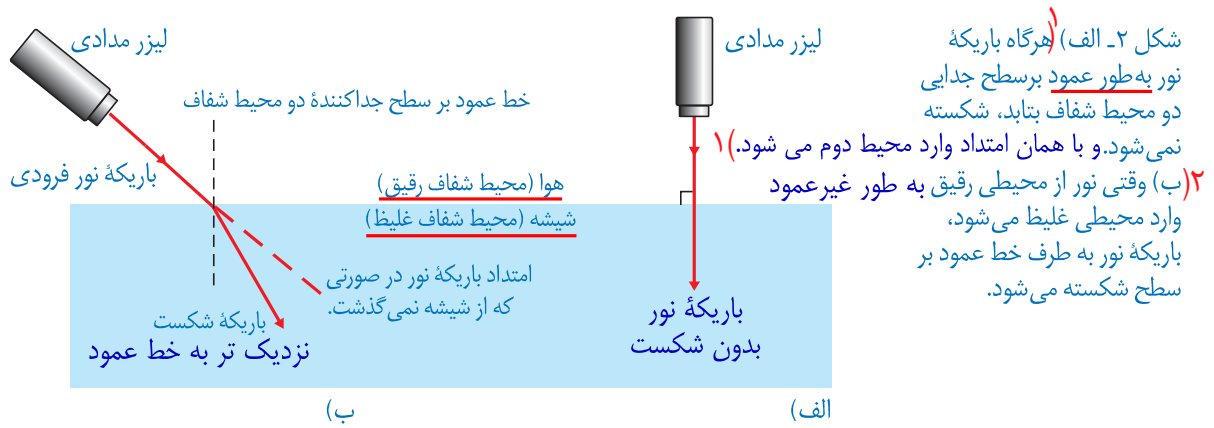 شکل ۲ـ الف) ۱(هرگاه باریکهٔ
نور به‌طور عمود برسطح جدایی
دو محیط شفاف بتابد، شکسته
نمی‌شود. و با همان امتداد وارد محیط دوم می شود.)۱
۲(ب) وقتی نور از محیطی رقیق به طور غیرعمود
وارد محیطی غلیظ می‌شود،
باریکهٔ نور به طرف خط عمود بر
سطح شکسته می‌شود.
لیزر مدادی
باریکهٔ نور
بدون شکست
الف)
لیزر مدادی
خط عمود بر سطح جداکنندهٔ دو محیط شفاف
باریکهٔ نور فرودی
هوا (محیط شفاف رقیق)
شیشه (محیط شفاف غلیظ)
امتداد باریکهٔ نور در صورتی
که از شیشه نمی‌گذشت.
باریکهٔ شکست
نزدیک تر به خط عمود
ب)